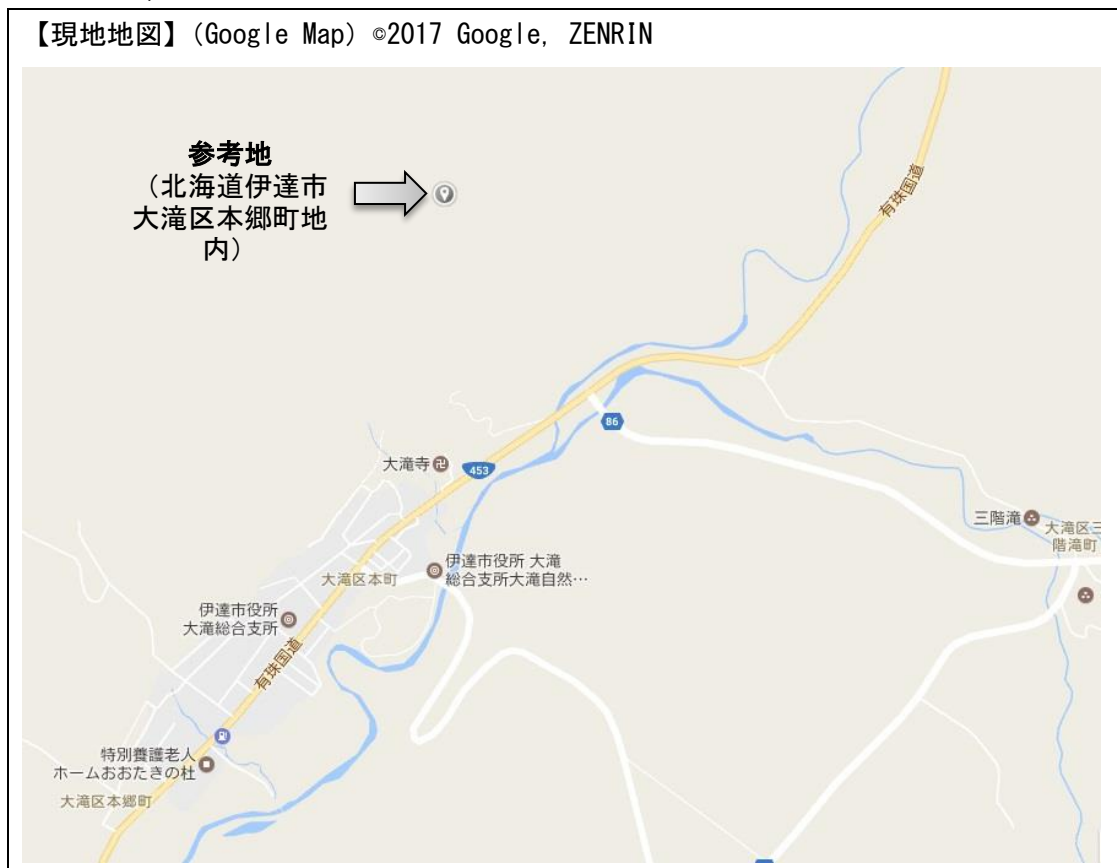 【現地地図】(Google Map) ©2017 Google, ZENRIN
参考地
（北海道伊達市
大滝区本郷町地
内）
有珠国道
86
大滝寺
453
三階滝
大滝区三
階滝町
伊達市役所 大滝
総合支所大滝自然…
大滝区本町
伊達市役所
大滝総合支所
有珠国道
特別養護老人
ホームおおたきの杜
大滝区本郷町